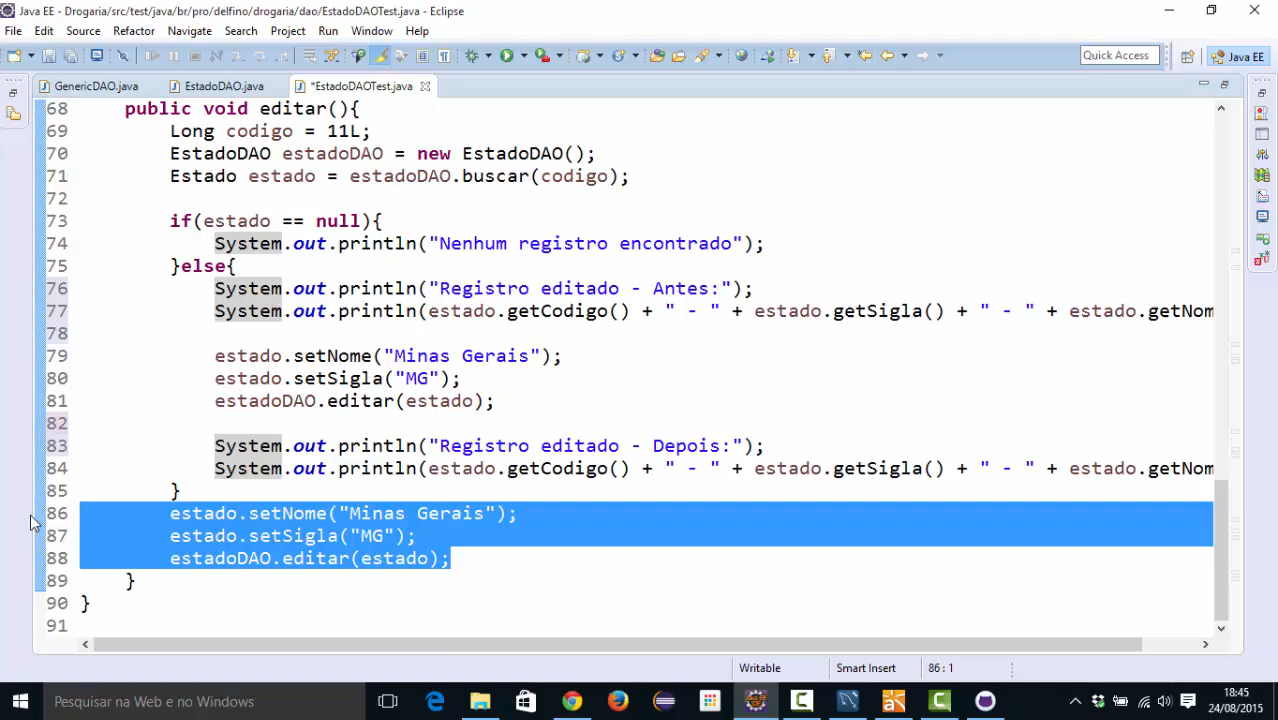 Java EE - Drogaria/src/test/java/br/pro/delfino/drogaria/dao/EstadoDAOTest.java - Eclipse
File Edit Source Refactor Navigate Search Project Run Window Help
Quick Access Java EE
GenericDAO.java EstadoDAO.java *EstadoDAOTest.java
68 public void editar(){
69 Long codigo = 11L;
70 EstadoDAO estadoDAO = new EstadoDAO();
71 Estado estado = estadoDAO.buscar(codigo);
72
73 if(estado == null){
74 System.out.println("Nenhum registro encontrado");
75 }else{
76 System.out.println("Registro editado - Antes:");
77 System.out.println(estado.getCodigo() + " - " + estado.getSigla() + " - " + estado.getNom
78
79 estado.setNome("Minas Gerais");
80 estado.setSigla("MG");
81 estadoDAO.editar(estado);
82
83 System.out.println("Registro editado - Depois:");
84 System.out.println(estado.getCodigo() + " - " + estado.getSigla() + " - " + estado.getNom
85 }
86 estado.setNome("Minas Gerais");
87 estado.setSigla("MG");
88 estadoDAO.editar(estado);
89 }
90 }
91
Writable Smart Insert 86 : 1
Pesquisar na Web e no Windows
18:45
24/08/2015